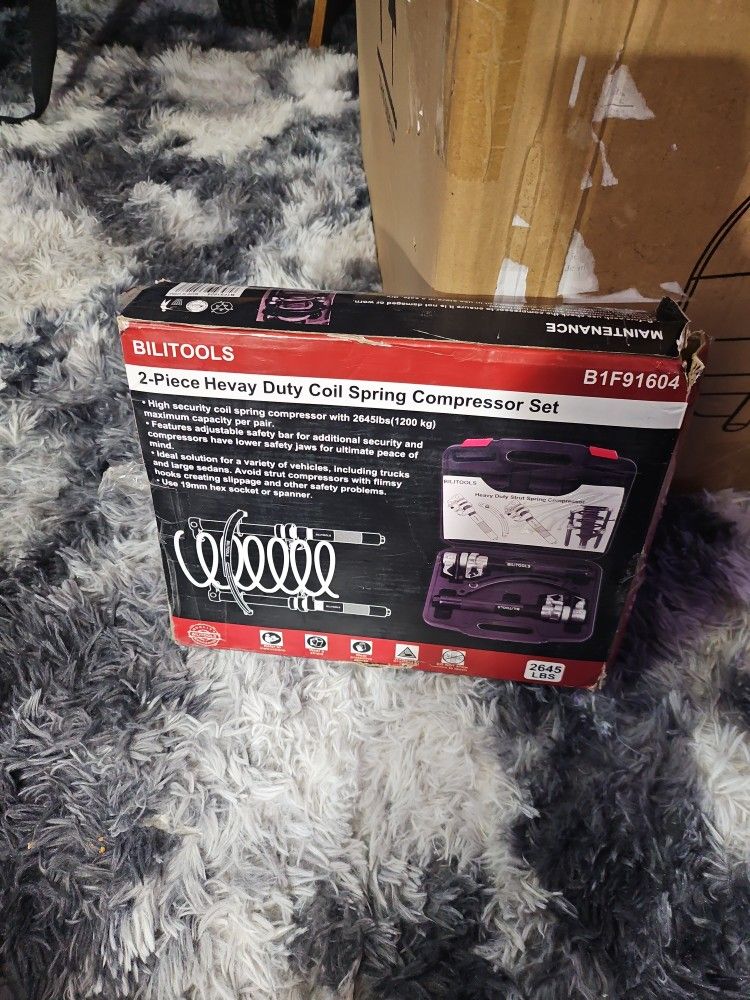 MAINTENANCE
BILITOOLS
B1F91604
2-Piece Hevay Duty Coil Spring Compressor Set
• High security coil spring compressor with 2645lbs(1200 kg)
maximum capacity per pair.
• Features adjustable safety bar for additional security and
compressors have lower safety jaws for ultimate peace of
mind.
• Ideal solution for a variety of vehicles, including trucks
and large sedans. Avoid strut compressors with flimsy
hooks creating slippage and other safety problems.
• Use 19mm hex socket or spanner.
BILITOOLS
Heavy Duty Strut Spring Compressor
BILITOOLS
BILITOOLS
2645
LBS